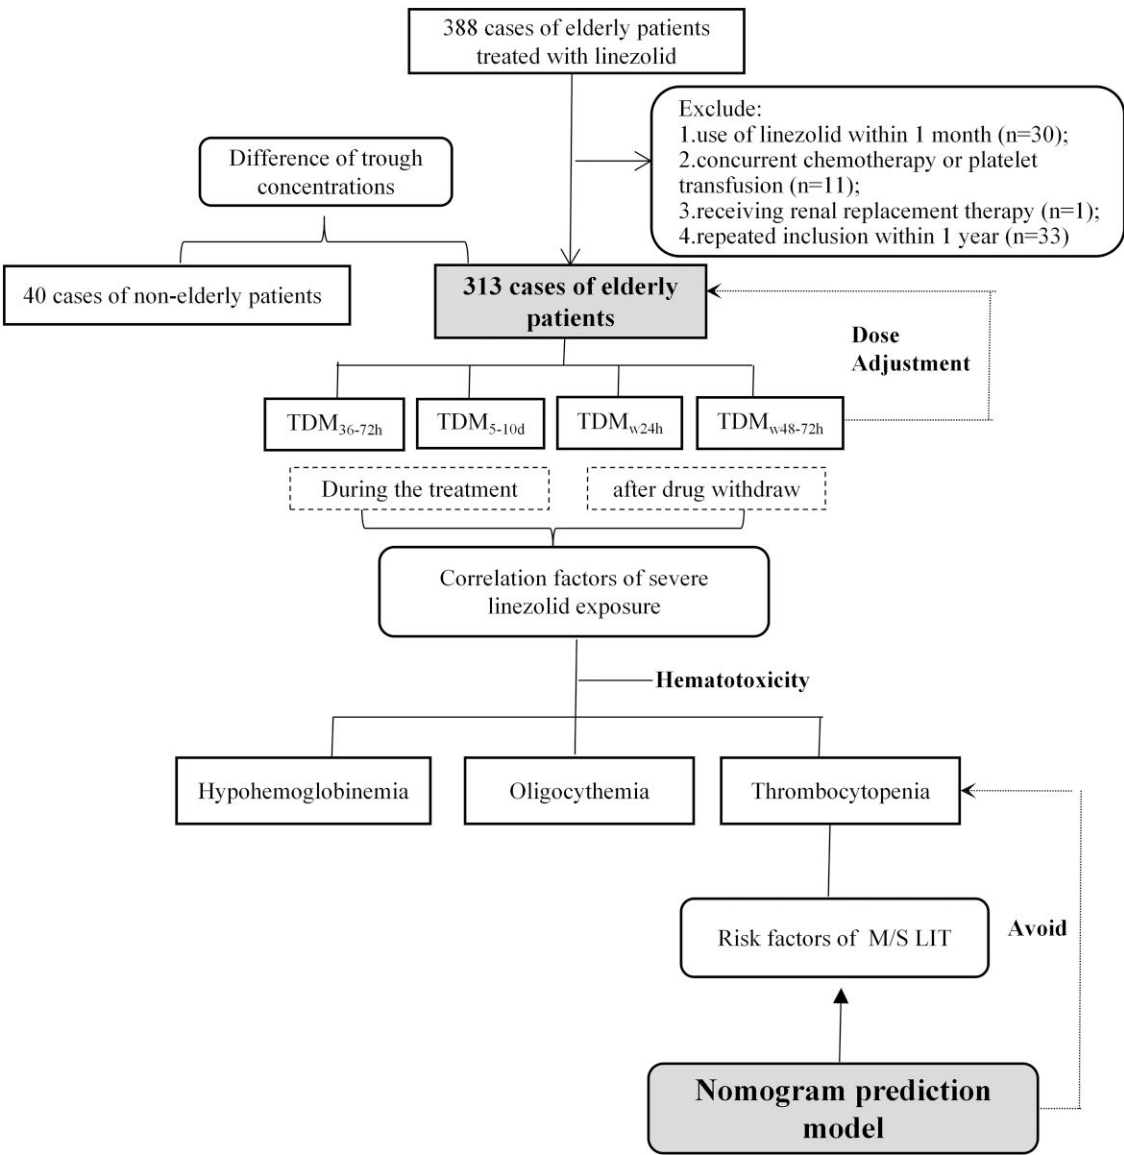 388 cases of elderly patients
treated with linezolid
Exclude:
1.use of linezolid within 1 month (n=30);
2.concurrent chemotherapy or platelet
transfusion (n=11);
3.receiving renal replacement therapy (n=1);
4.repeated inclusion within 1 year (n=33)
Difference of trough
concentrations
40 cases of non-elderly patients
313 cases of elderly
patients
Dose
Adjustment
TDM36-72h
TDM5-10d
TDMw24h
TDMw48-72h
During the treatment
after drug withdraw
Correlation factors of severe
linezolid exposure
Hematotoxicity
Hypohemoglobinemia
Oligocythemia
Thrombocytopenia
Risk factors of M/S LIT
Avoid
Nomogram prediction
model